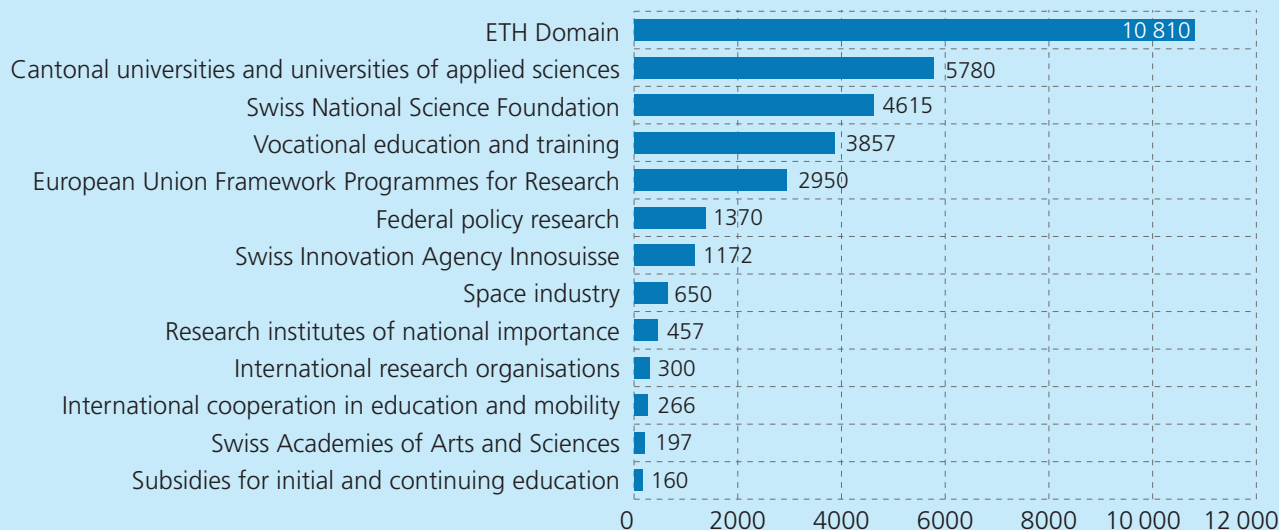 ETH Domain 10 810
Cantonal universities and universities of applied sciences 5780
Swiss National Science Foundation 4615
Vocational education and training 3857
European Union Framework Programmes for Research 2950
Federal policy research 1370
Swiss Innovation Agency Innosuisse 1172
Space industry 650
Research institutes of national importance 457
International research organisations 300
International cooperation in education and mobility 266
Swiss Academies of Arts and Sciences 197
Subsidies for initial and continuing education 160
0 2000 4000 6000 8000 10 000 12 000